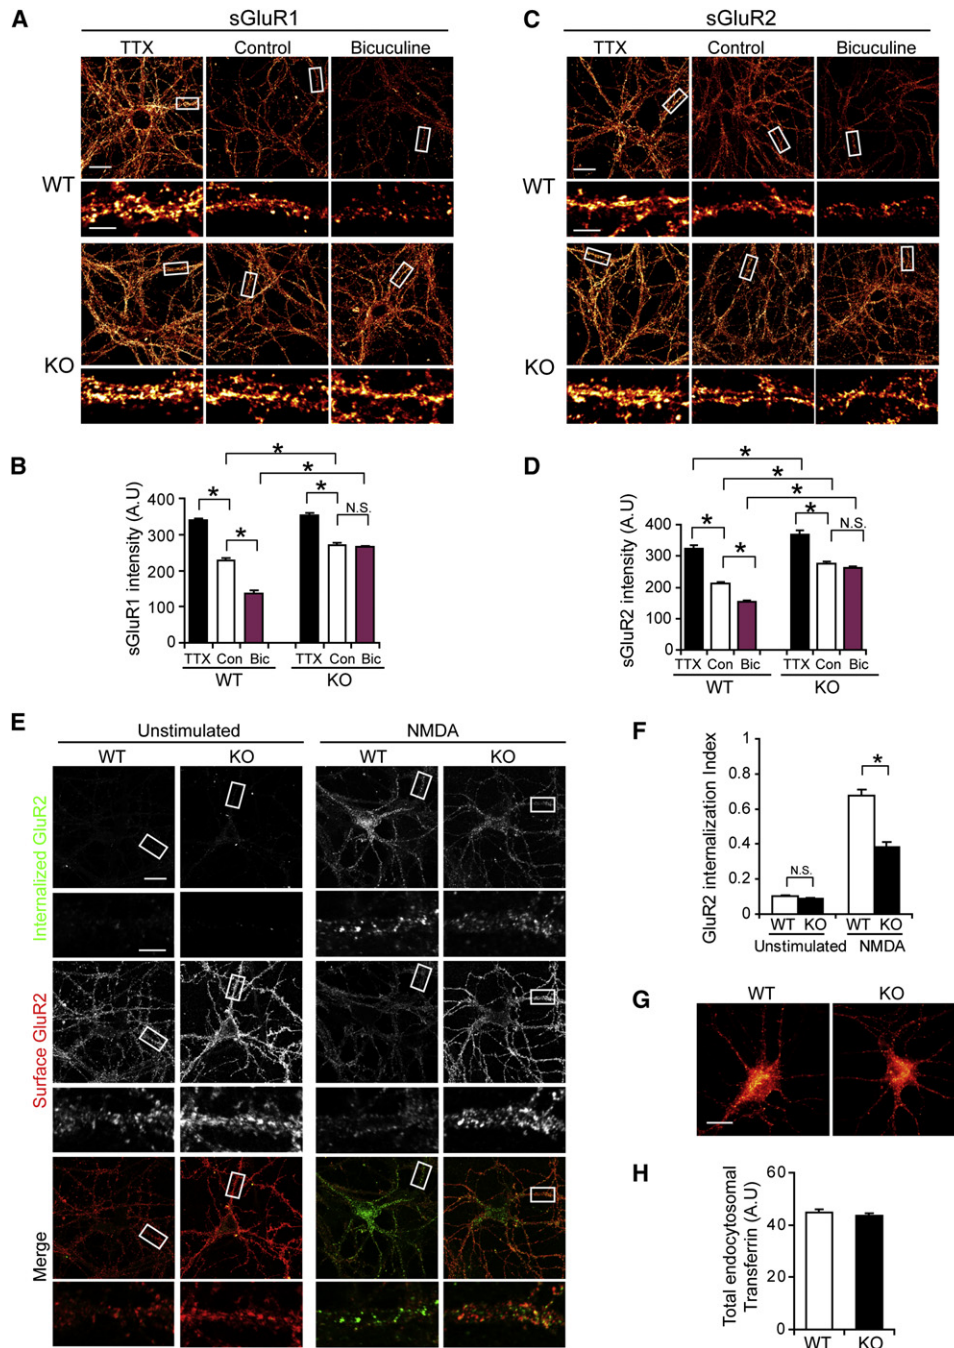 A
sGluR1
TTX Control Bicuculine
WT
KO
C
sGluR2
TTX Control Bicuculine
WT
KO
B
sGluR1 intensity (A.U)
400
300
200
100
0
* * * * * N.S.
TTX Con Bic TTX Con Bic
WT KO
D
sGluR2 intensity (A.U)
400
300
200
100
0
* * * * * * N.S.
TTX Con Bic TTX Con Bic
WT KO
E
Unstimulated NMDA
WT KO WT KO
Internalized GluR2
Surface GluR2
Merge
F
GluR2 internalization Index
1
0.8
0.6
0.4
0.2
0
N.S. *
WT KO WT KO
Unstimulated NMDA
G
WT KO
H
Total endocytosomal
Transferrin (A.U)
60
40
20
0
WT KO